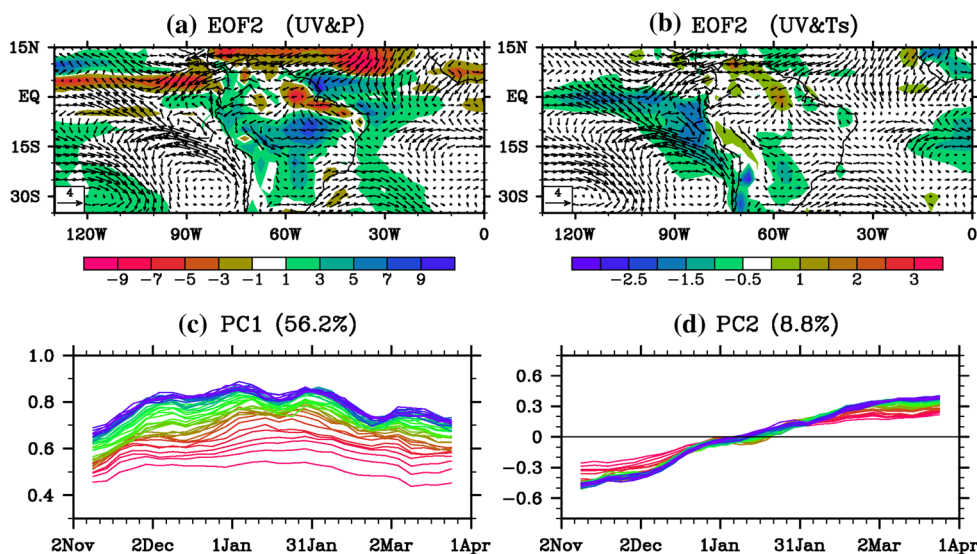 (a) EOF2 (UV&P)
(b) EOF2 (UV&Ts)
15N
EQ
15S
30S
4
120W 90W 60W 30W 0
15N
EQ
15S
30S
4
120W 90W 60W 30W 0
−9 −7 −5 −3 −1 1 3 5 7 9
−2.5 −1.5 −0.5 1 2 3
(c) PC1 (56.2%)
(d) PC2 (8.8%)
1.0
0.8
0.6
0.4
2Nov 2Dec 1Jan 31Jan 2Mar 1Apr
0.6
0.3
0
−0.3
−0.6
2Nov 2Dec 1Jan 31Jan 2Mar 1Apr